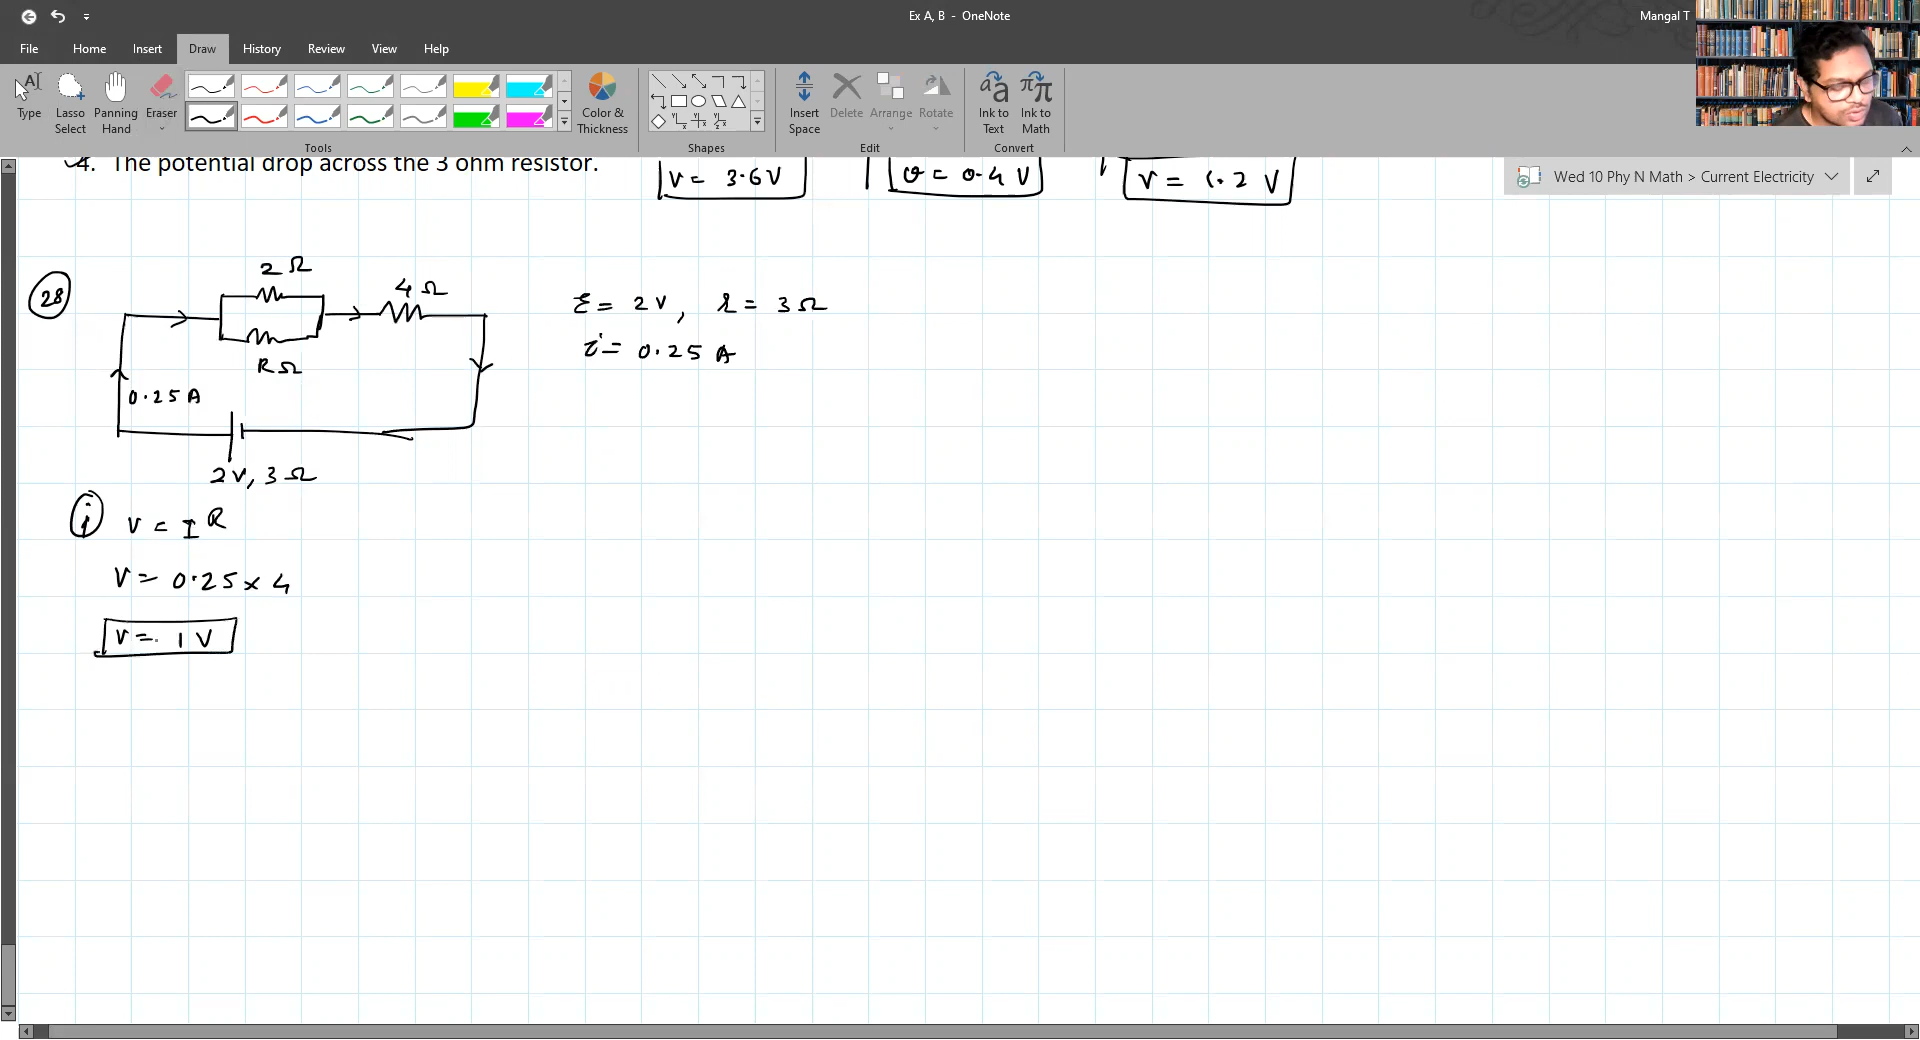 Ex A, B - OneNote
Mangal T
File Home Insert Draw History Review View Help
Type
Lasso Select
Panning Hand
Eraser
Color & Thickness
Insert Space
Delete
Arrange
Rotate
Ink to Text
Ink to Math
Tools
Shapes
Edit
Convert
4. The potential drop across the 3 ohm resistor.
V = 3.6 V
V = 0.4 V
V = 1.2 V
Wed 10 Phy N Math > Current Electricity
28
2 Ω
4 Ω
R Ω
0.25 A
2 V, 3 Ω
ε = 2 V, r = 3 Ω
i = 0.25 A
i V = I R
V = 0.25 × 4
V = 1 V